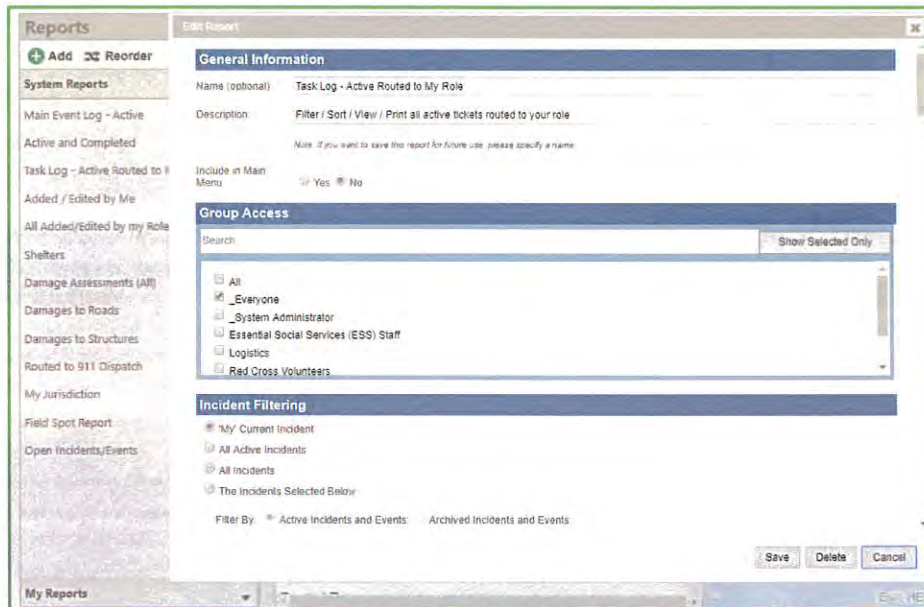 Reports
Add Reorder
System Reports
Main Event Log - Active
Active and Completed
Task Log - Active Routed to
Added / Edited by Me
All Added/Edited by my Role
Shelters
Damage Assessments (All)
Damages to Roads
Damages to Structures
Routed to 911 Dispatch
My Jurisdiction
Field Spot Report
Open Incidents/Events
My Reports
Edit Report
General Information
Name (optional) Task Log - Active Routed to My Role
Description: Filter / Sort / View / Print all active tickets routed to your role
Note: If you want to save this report for future use, please specify a name.
Include in Main
Menu Yes No
Group Access
Search Show Selected Only
All
_Everyone
_System Administrator
Essential Social Services (ESS) Staff
Logistics
Red Cross Volunteers
Incident Filtering
'My' Current Incident
All Active Incidents
All Incidents
The Incidents Selected Below
Filter By: Active Incidents and Events: Archived Incidents and Events
Save Delete Cancel